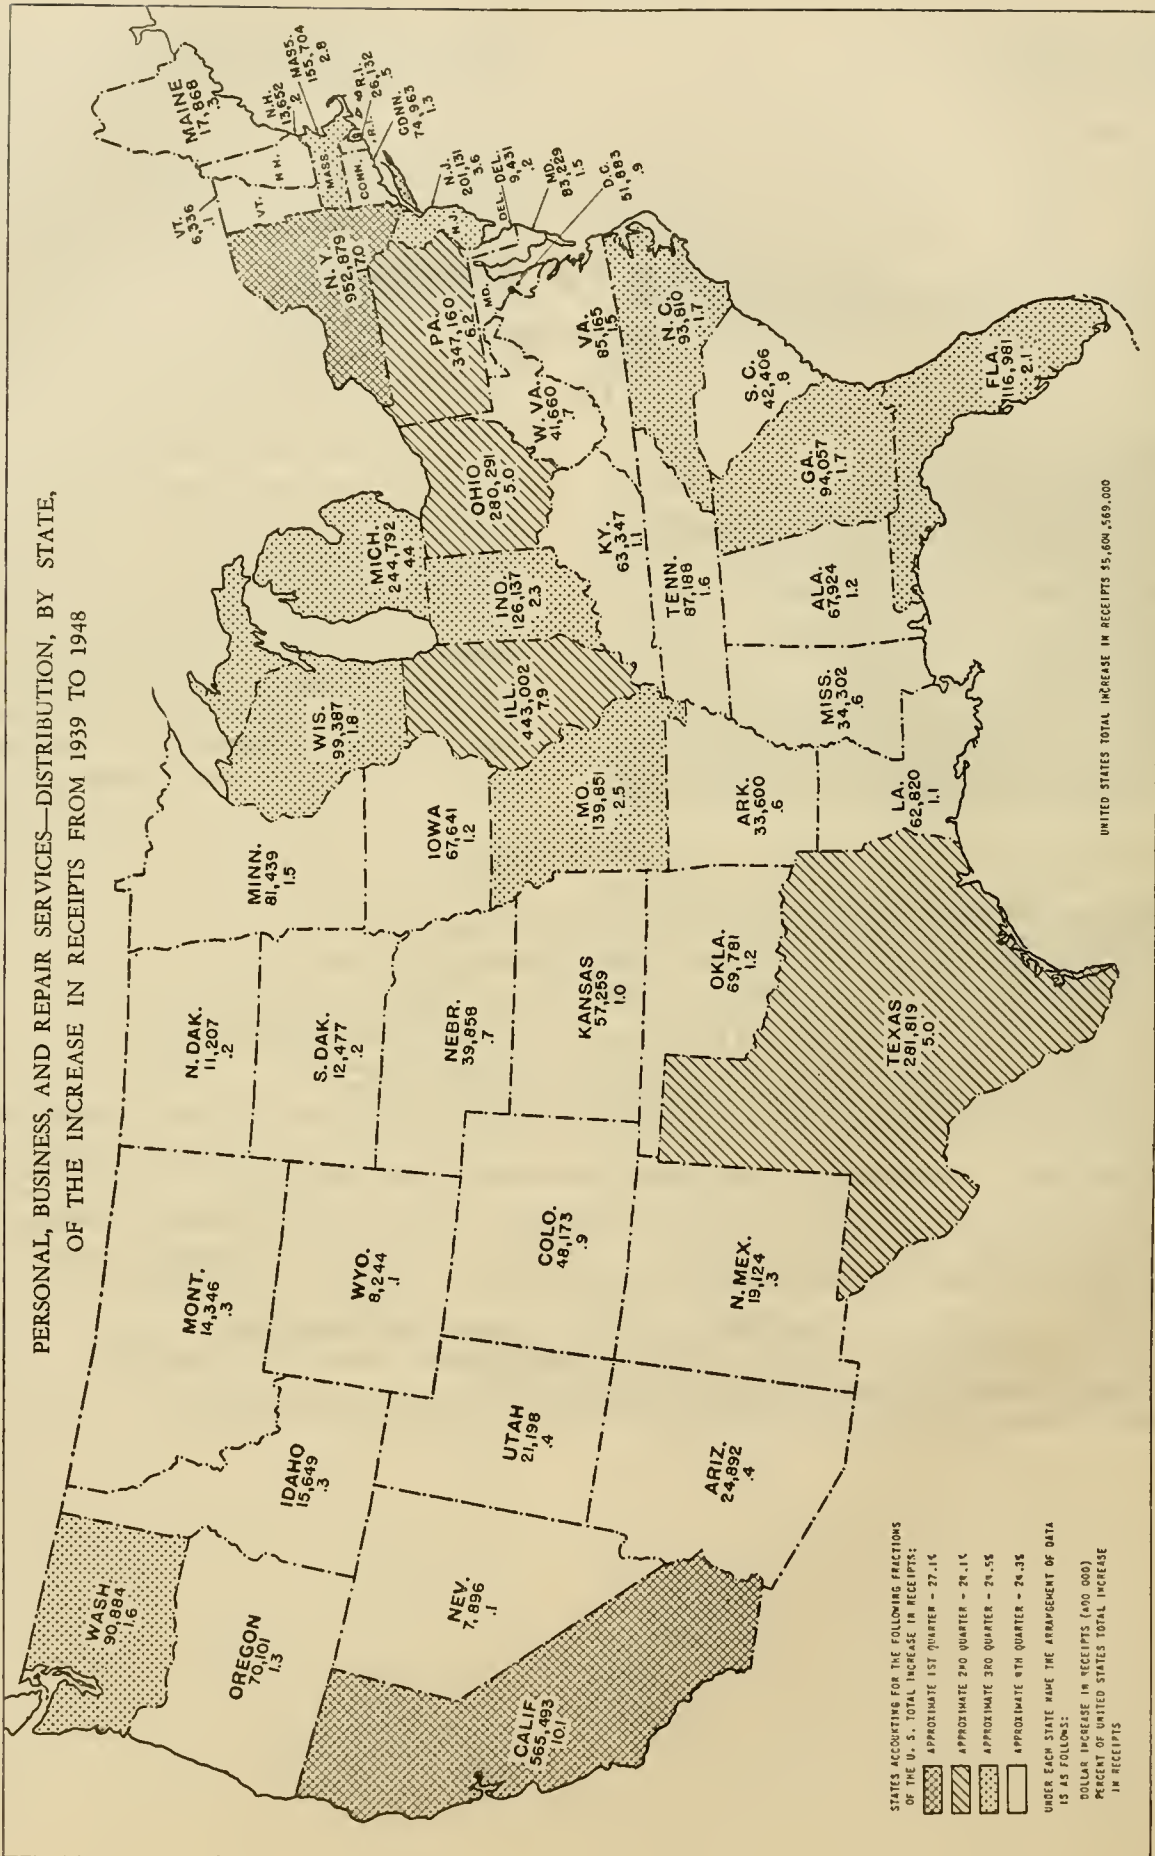 PERSONAL, BUSINESS, AND REPAIR SERVICES—DISTRIBUTION, BY STATE,
OF THE INCREASE IN RECEIPTS FROM 1939 TO 1948
WASH.
90,884
1.6
OREGON
70,101
1.3
CALIF
565,493
10.1
NEV.
7,896
.1
IDAHO
15,649
.3
MONT.
14,346
.3
WYO.
8,244
.1
UTAH
21,198
.4
ARIZ.
24,892
.4
COLO.
48,173
.9
N. MEX.
19,124
.3
N. DAK.
11,207
.2
S. DAK.
12,477
.2
NEBR.
39,858
.7
KANSAS
57,259
1.0
OKLA.
69,781
1.2
TEXAS
281,819
5.0
MINN.
81,439
1.5
IOWA
67,641
1.2
MO.
139,851
2.5
ARK.
33,600
.6
LA.
62,820
1.1
WIS.
99,387
1.8
ILL.
443,002
7.9
MICH.
244,792
4.4
IND.
126,137
2.3
OHIO
280,291
5.0
KY.
63,347
1.1
TENN.
87,188
1.6
MISS.
34,302
.6
ALA.
67,924
1.2
GA.
94,057
1.7
FLA.
116,981
2.1
S. C.
42,406
.8
N. C.
93,810
1.7
VA.
85,165
1.5
W. VA.
41,660
.7
PA.
347,160
6.2
N. Y.
952,879
17.0
VT.
6,336
.1
VT.
N.H.
MAINE
17,868
.3
N.H.
13,652
.2
MASS.
155,704
2.8
MASS.
R.I.
26,132
.5
R.I.
CONN.
74,963
1.3
CONN.
N.J.
201,131
3.6
N.J.
DEL.
9,431
.2
DEL.
MD.
83,229
1.5
MD.
D.C.
51,883
.9
STATES ACCOUNTING FOR THE FOLLOWING FRACTIONS
OF THE U. S. TOTAL INCREASE IN RECEIPTS:
APPROXIMATE 1ST QUARTER - 27.1%
APPROXIMATE 2ND QUARTER - 24.1%
APPROXIMATE 3RD QUARTER - 24.5%
APPROXIMATE 4TH QUARTER - 24.3%
UNDER EACH STATE NAME THE ARRANGEMENT OF DATA
IS AS FOLLOWS:
DOLLAR INCREASE IN RECEIPTS (ADD 000)
PERCENT OF UNITED STATES TOTAL INCREASE
IN RECEIPTS
UNITED STATES TOTAL INCREASE IN RECEIPTS $5,604,569,000